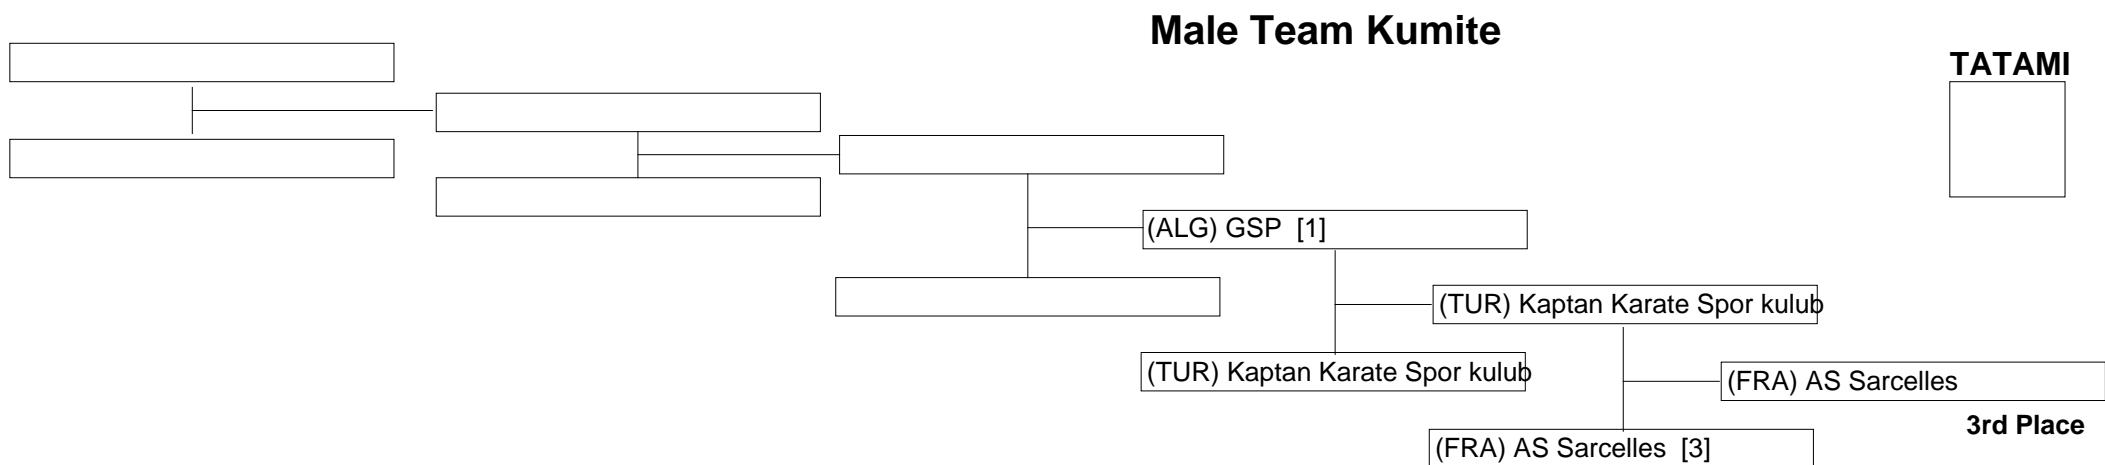 Male Team Kumite
TATAMI
(ALG) GSP [1]
(TUR) Kaptan Karate Spor kulub
(TUR) Kaptan Karate Spor kulub
(FRA) AS Sarcelles
3rd Place
(FRA) AS Sarcelles [3]